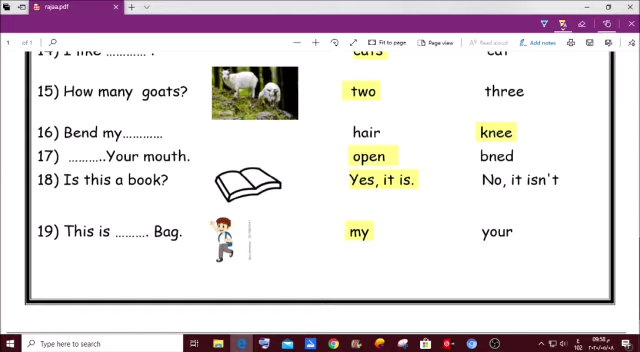 rajaa.pdf
1 of 1 Fit to page Page view Read aloud Add notes
14) I like ………… . cats cat
15) How many goats? two three
16) Bend my………… hair knee
17) ………..Your mouth. open bned
18) Is this a book? Yes, it is. No, it isn't
19) This is ………. Bag. my your
Type here to search